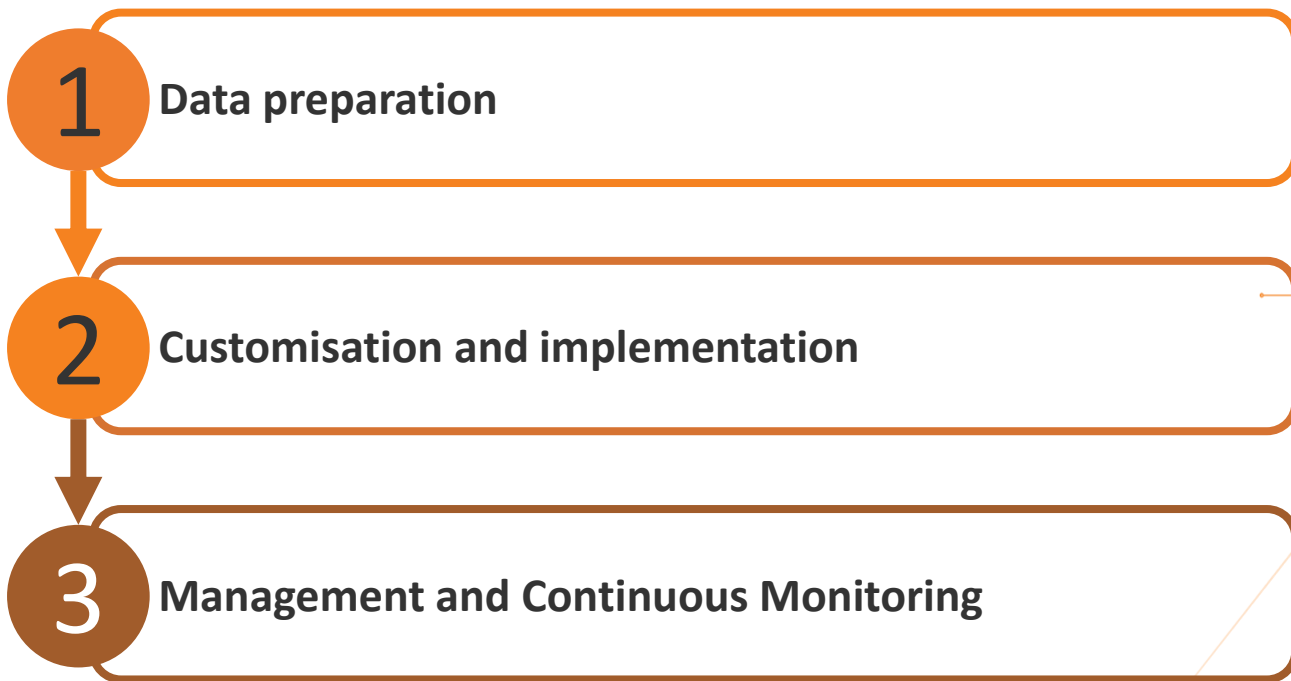 1
Data preparation
2
Customisation and implementation
3
Management and Continuous Monitoring